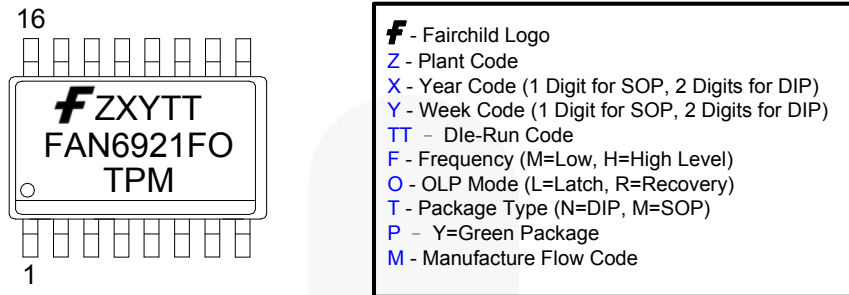 16
ZXYTT
FAN6921FO
TPM
1
- Fairchild Logo
Z - Plant Code
X - Year Code (1 Digit for SOP, 2 Digits for DIP)
Y - Week Code (1 Digit for SOP, 2 Digits for DIP)
TT - DIe-Run Code
F - Frequency (M=Low, H=High Level)
O - OLP Mode (L=Latch, R=Recovery)
T - Package Type (N=DIP, M=SOP)
P - Y=Green Package
M - Manufacture Flow Code